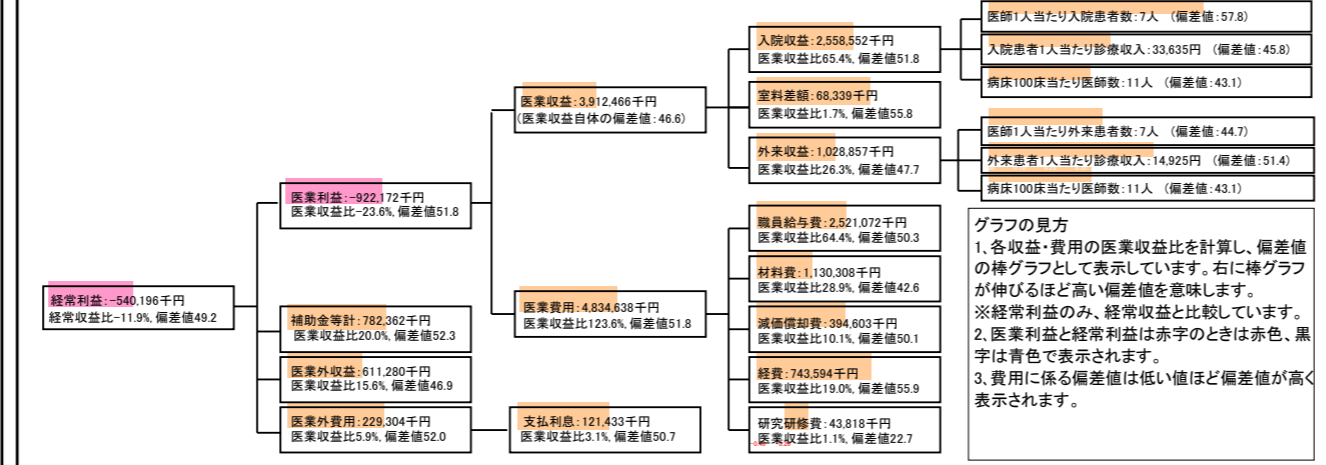 経常利益:-540,196千円
経常収益比-11.9%, 偏差値49.2
医業利益:-922,172千円
医業収益比-23.6%, 偏差値51.8
補助金等計:782,362千円
医業収益比20.0%, 偏差値52.3
医業外収益:611,280千円
医業収益比15.6%, 偏差値46.9
医業外費用:229,304千円
医業収益比5.9%, 偏差値52.0
医業収益:3,912,466千円
(医業収益自体の偏差値:46.6)
医業費用:4,834,638千円
医業収益比123.6%, 偏差値51.8
支払利息:121,433千円
医業収益比3.1%, 偏差値50.7
入院収益:2,558,552千円
医業収益比65.4%, 偏差値51.8
室料差額:68,339千円
医業収益比1.7%, 偏差値55.8
外来収益:1,028,857千円
医業収益比26.3%, 偏差値47.7
職員給与費:2,521,072千円
医業収益比64.4%, 偏差値50.3
材料費:1,130,308千円
医業収益比28.9%, 偏差値42.6
減価償却費:394,603千円
医業収益比10.1%, 偏差値50.1
経費:743,594千円
医業収益比19.0%, 偏差値55.9
研究研修費:43,818千円
医業収益比1.1%, 偏差値22.7
医師1人当たり入院患者数:7人 (偏差値:57.8)
入院患者1人当たり診療収入:33,635円 (偏差値:45.8)
病床100床当たり医師数:11人 (偏差値:43.1)
医師1人当たり外来患者数:7人 (偏差値:44.7)
外来患者1人当たり診療収入:14,925円 (偏差値:51.4)
病床100床当たり医師数:11人 (偏差値:43.1)
グラフの見方
1、各収益・費用の医業収益比を計算し、偏差値
の棒グラフとして表示しています。右に棒グラフ
が伸びるほど高い偏差値を意味します。
※経常利益のみ、経常収益と比較しています。
2、医業利益と経常利益は赤字のときは赤色、黒
字は青色で表示されます。
3、費用に係る偏差値は低い値ほど偏差値が高く
表示されます。